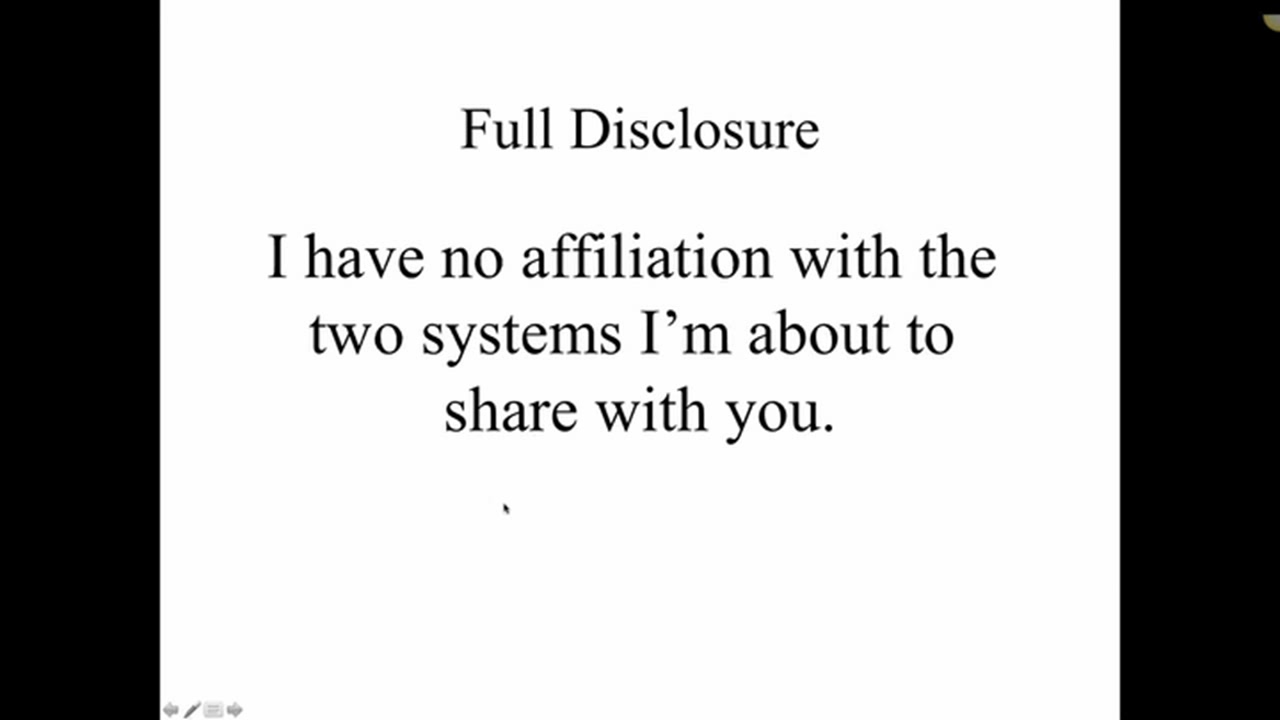 Full Disclosure
I have no affiliation with the
two systems I’m about to
share with you.